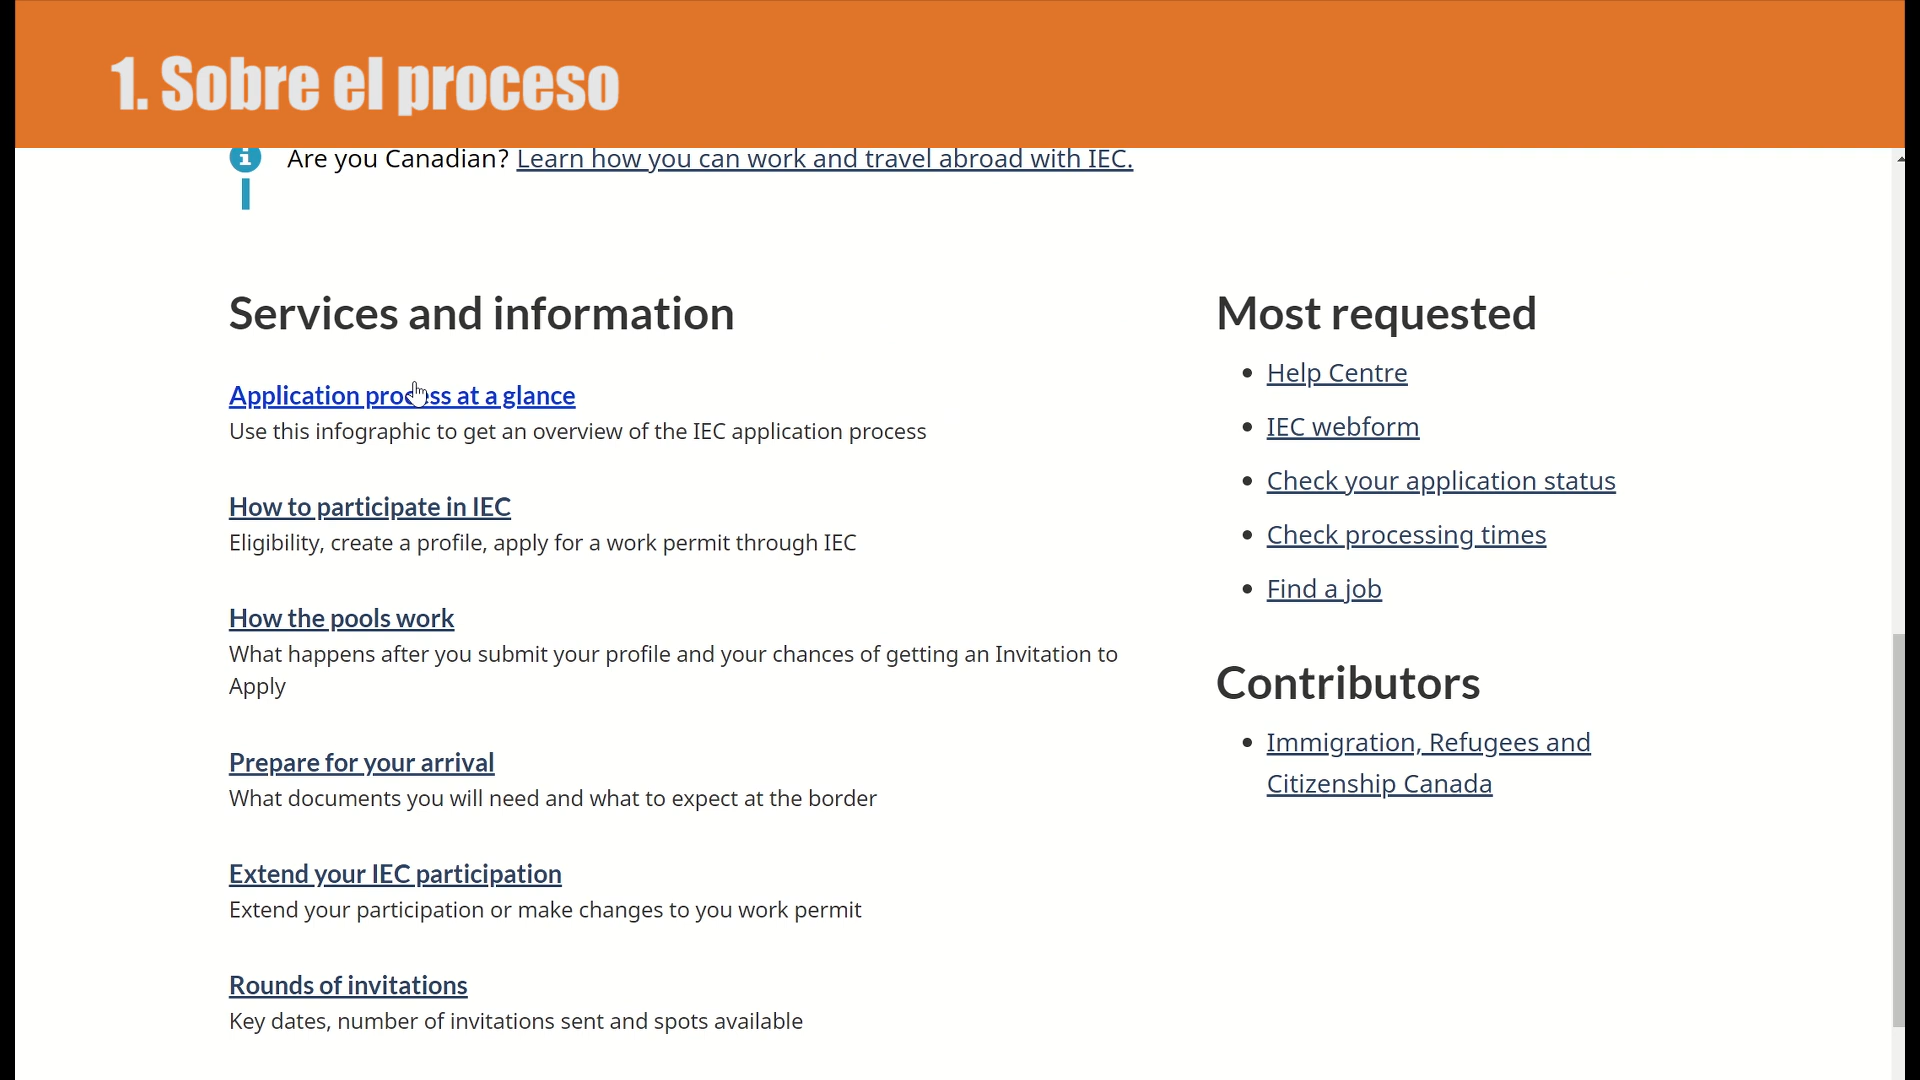 1. Sobre el proceso
Are you Canadian? Learn how you can work and travel abroad with IEC.
Services and information
Application process at a glance
Use this infographic to get an overview of the IEC application process
How to participate in IEC
Eligibility, create a profile, apply for a work permit through IEC
How the pools work
What happens after you submit your profile and your chances of getting an Invitation to
Apply
Prepare for your arrival
What documents you will need and what to expect at the border
Extend your IEC participation
Extend your participation or make changes to you work permit
Rounds of invitations
Key dates, number of invitations sent and spots available
Most requested
Help Centre
IEC webform
Check your application status
Check processing times
Find a job
Contributors
Immigration, Refugees and
Citizenship Canada